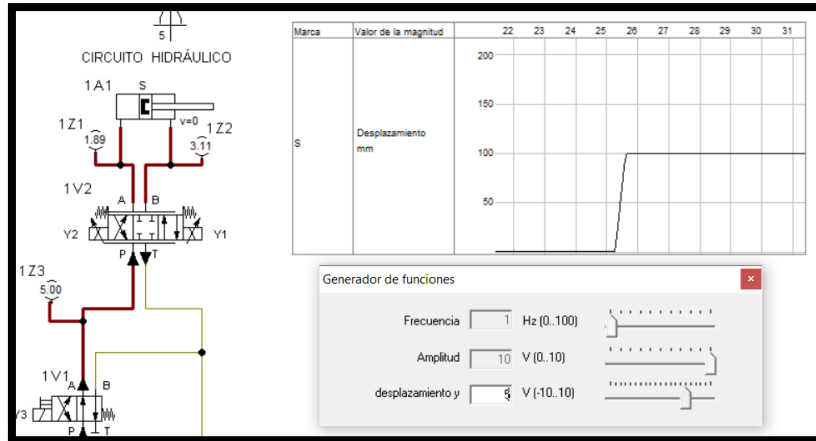 5
CIRCUITO HIDRÁULICO
1A1
S
v=0
1Z1
1.89
1Z2
3.11
1V2
A
B
Y2
Y1
P
T
1Z3
5.00
1V1
A
B
Y3
P
T
Marca Valor de la magnitud 22 23 24 25 26 27 28 29 30 31
200
150
S
Desplazamiento
mm
100
50
Generador de funciones ×
Frecuencia 1 Hz (0..100)
Amplitud 10 V (0..10)
desplazamiento y 5 V (-10..10)